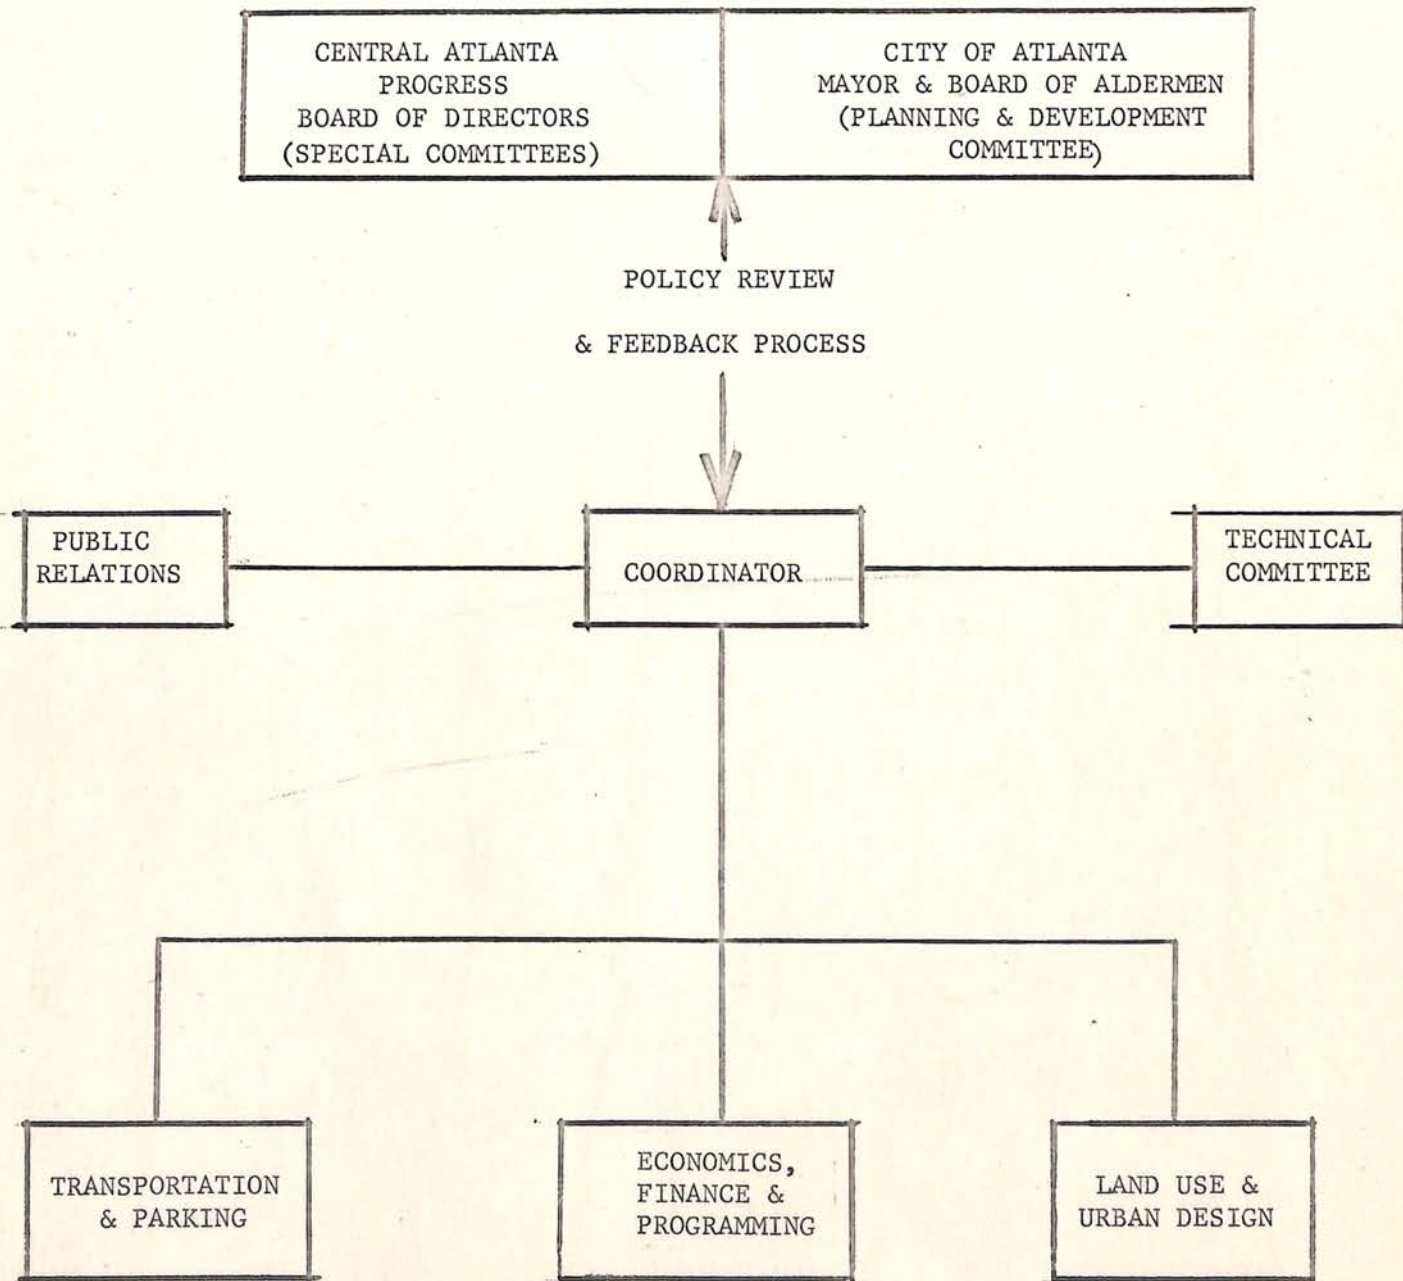 CENTRAL ATLANTA
PROGRESS
BOARD OF DIRECTORS
(SPECIAL COMMITTEES)
CITY OF ATLANTA
MAYOR & BOARD OF ALDERMEN
(PLANNING & DEVELOPMENT
COMMITTEE)
POLICY REVIEW
& FEEDBACK PROCESS
PUBLIC
RELATIONS
COORDINATOR
TECHNICAL
COMMITTEE
TRANSPORTATION
& PARKING
ECONOMICS,
FINANCE &
PROGRAMMING
LAND USE &
URBAN DESIGN